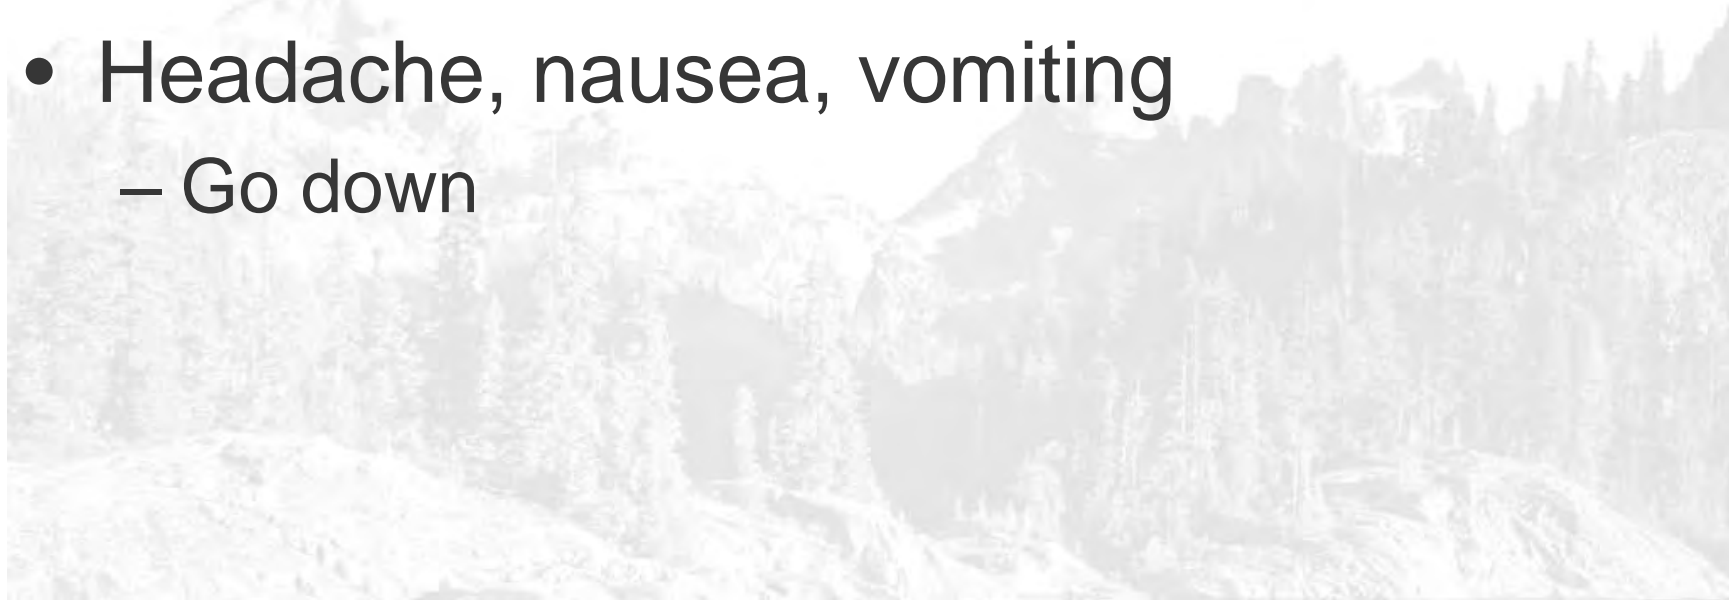 • Headache, nausea, vomiting
– Go down